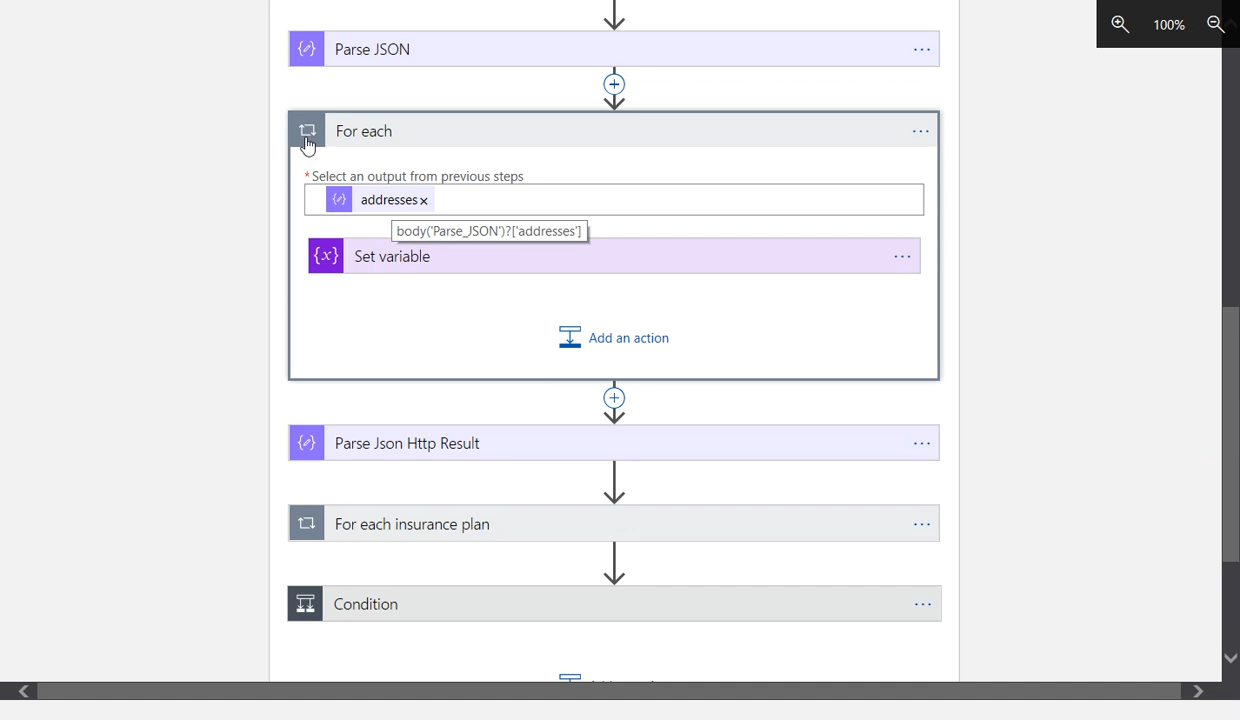 100%
Parse JSON
...
For each
...
*Select an output from previous steps
addresses ×
body('Parse_JSON')?['addresses']
{x} Set variable
...
Add an action
Parse Json Http Result
...
For each insurance plan
...
Condition
...